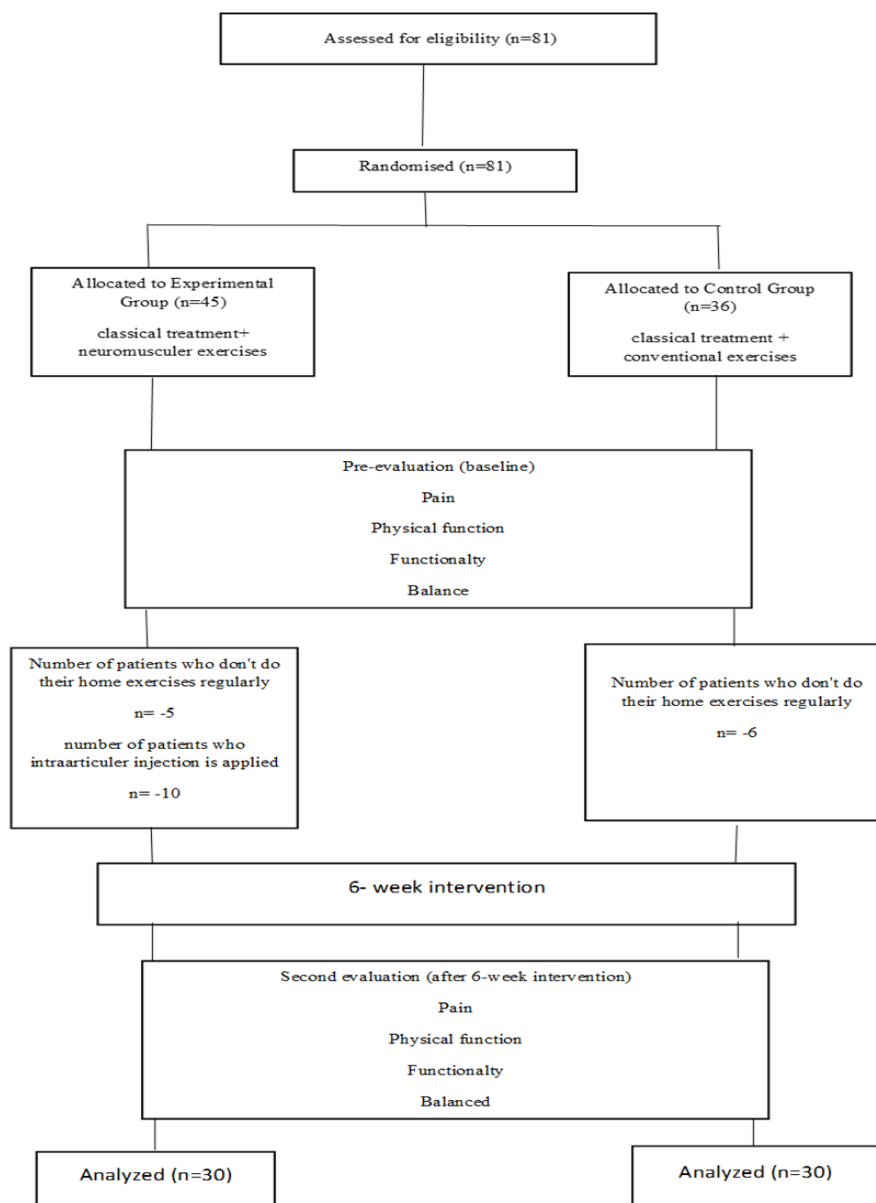 Assessed for eligibility (n=81)
Randomised (n=81)
Allocated to Experimental
Group (n=45)
classical treatment+
neuromusculer exercises
Allocated to Control Group
(n=36)
classical treatment +
conventional exercises
Pre-evaluation (baseline)
Pain
Physical function
Functionalty
Balance
Number of patients who don't do
their home exercises regularly
n= -5
number of patients who
intraarticuler injection is applied
n= -10
Number of patients who don't do
their home exercises regularly
n= -6
6- week intervention
Second evaluation (after 6-week intervention)
Pain
Physical function
Functionalty
Balanced
Analyzed (n=30)
Analyzed (n=30)